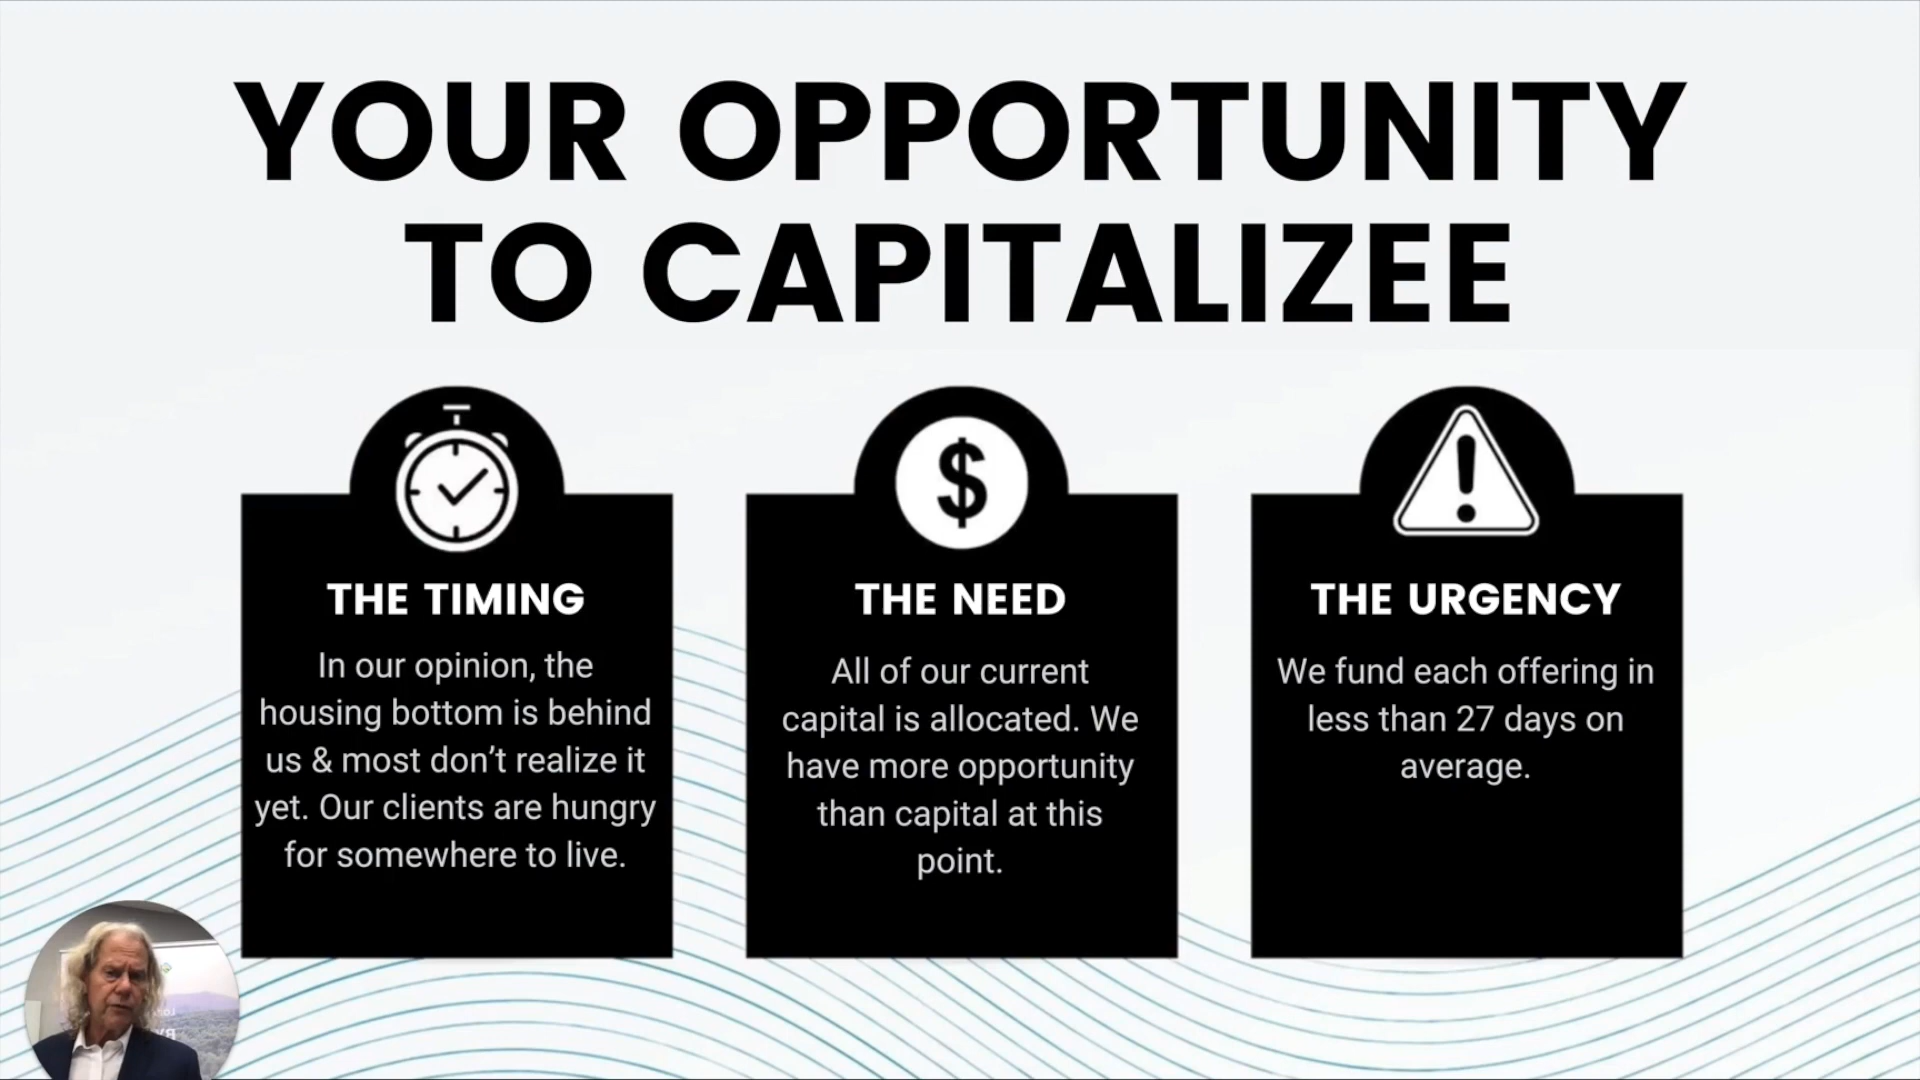 YOUR OPPORTUNITY
TO CAPITALIZEE
THE TIMING
In our opinion, the
housing bottom is behind
us & most don’t realize it
yet. Our clients are hungry
for somewhere to live.
THE NEED
All of our current
capital is allocated. We
have more opportunity
than capital at this
point.
THE URGENCY
We fund each offering in
less than 27 days on
average.